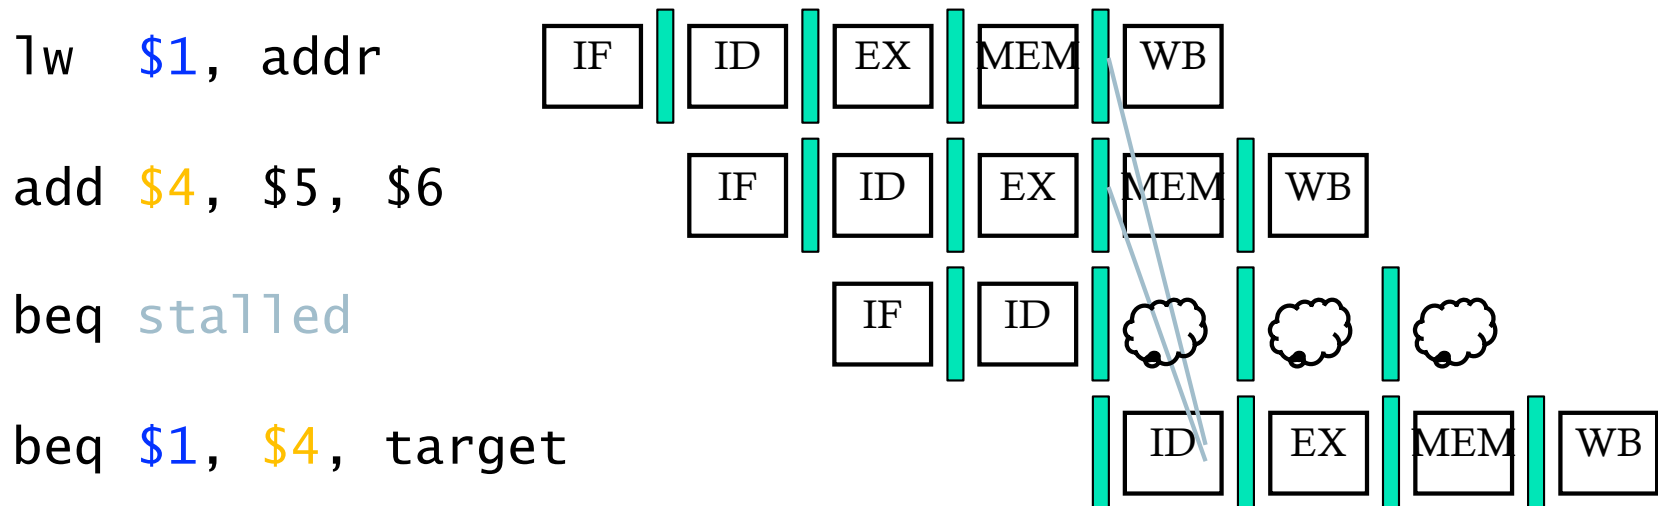 lw $1, addr IF ID EX MEM WB
add $4, $5, $6 IF ID EX MEM WB
beq stalled IF ID
beq $1, $4, target ID EX MEM WB